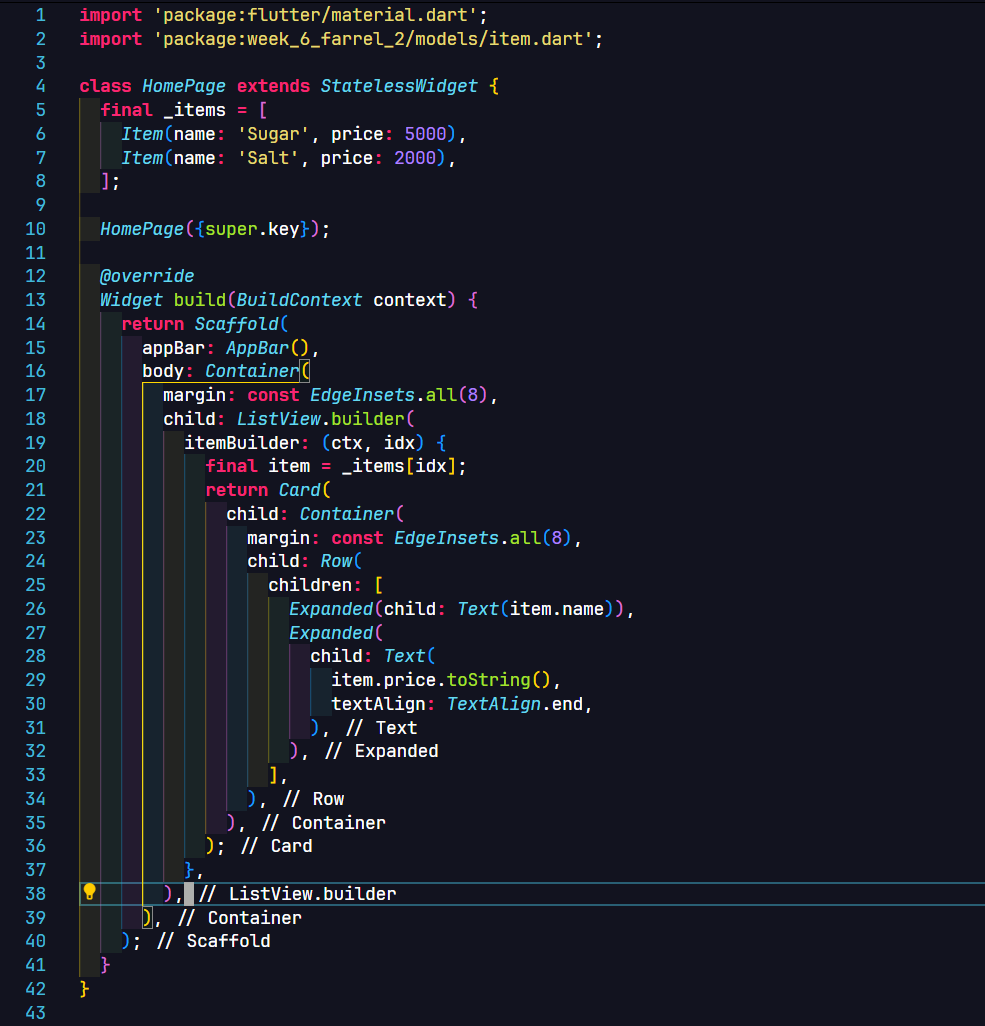 1 import 'package:flutter/material.dart';
2 import 'package:week_6_farrel_2/models/item.dart';
3
4 class HomePage extends StatelessWidget {
5   final _items = [
6     Item(name: 'Sugar', price: 5000),
7     Item(name: 'Salt', price: 2000),
8   ];
9
10   HomePage({super.key});
11
12   @override
13   Widget build(BuildContext context) {
14     return Scaffold(
15       appBar: AppBar(),
16       body: Container(
17         margin: const EdgeInsets.all(8),
18         child: ListView.builder(
19           itemBuilder: (ctx, idx) {
20             final item = _items[idx];
21             return Card(
22               child: Container(
23                 margin: const EdgeInsets.all(8),
24                 child: Row(
25                   children: [
26                     Expanded(child: Text(item.name)),
27                     Expanded(
28                       child: Text(
29                         item.price.toString(),
30                         textAlign: TextAlign.end,
31                       ), // Text
32                     ), // Expanded
33                   ],
34                 ), // Row
35               ), // Container
36             ); // Card
37           },
38         ), // ListView.builder
39       ), // Container
40     ); // Scaffold
41   }
42 }
43